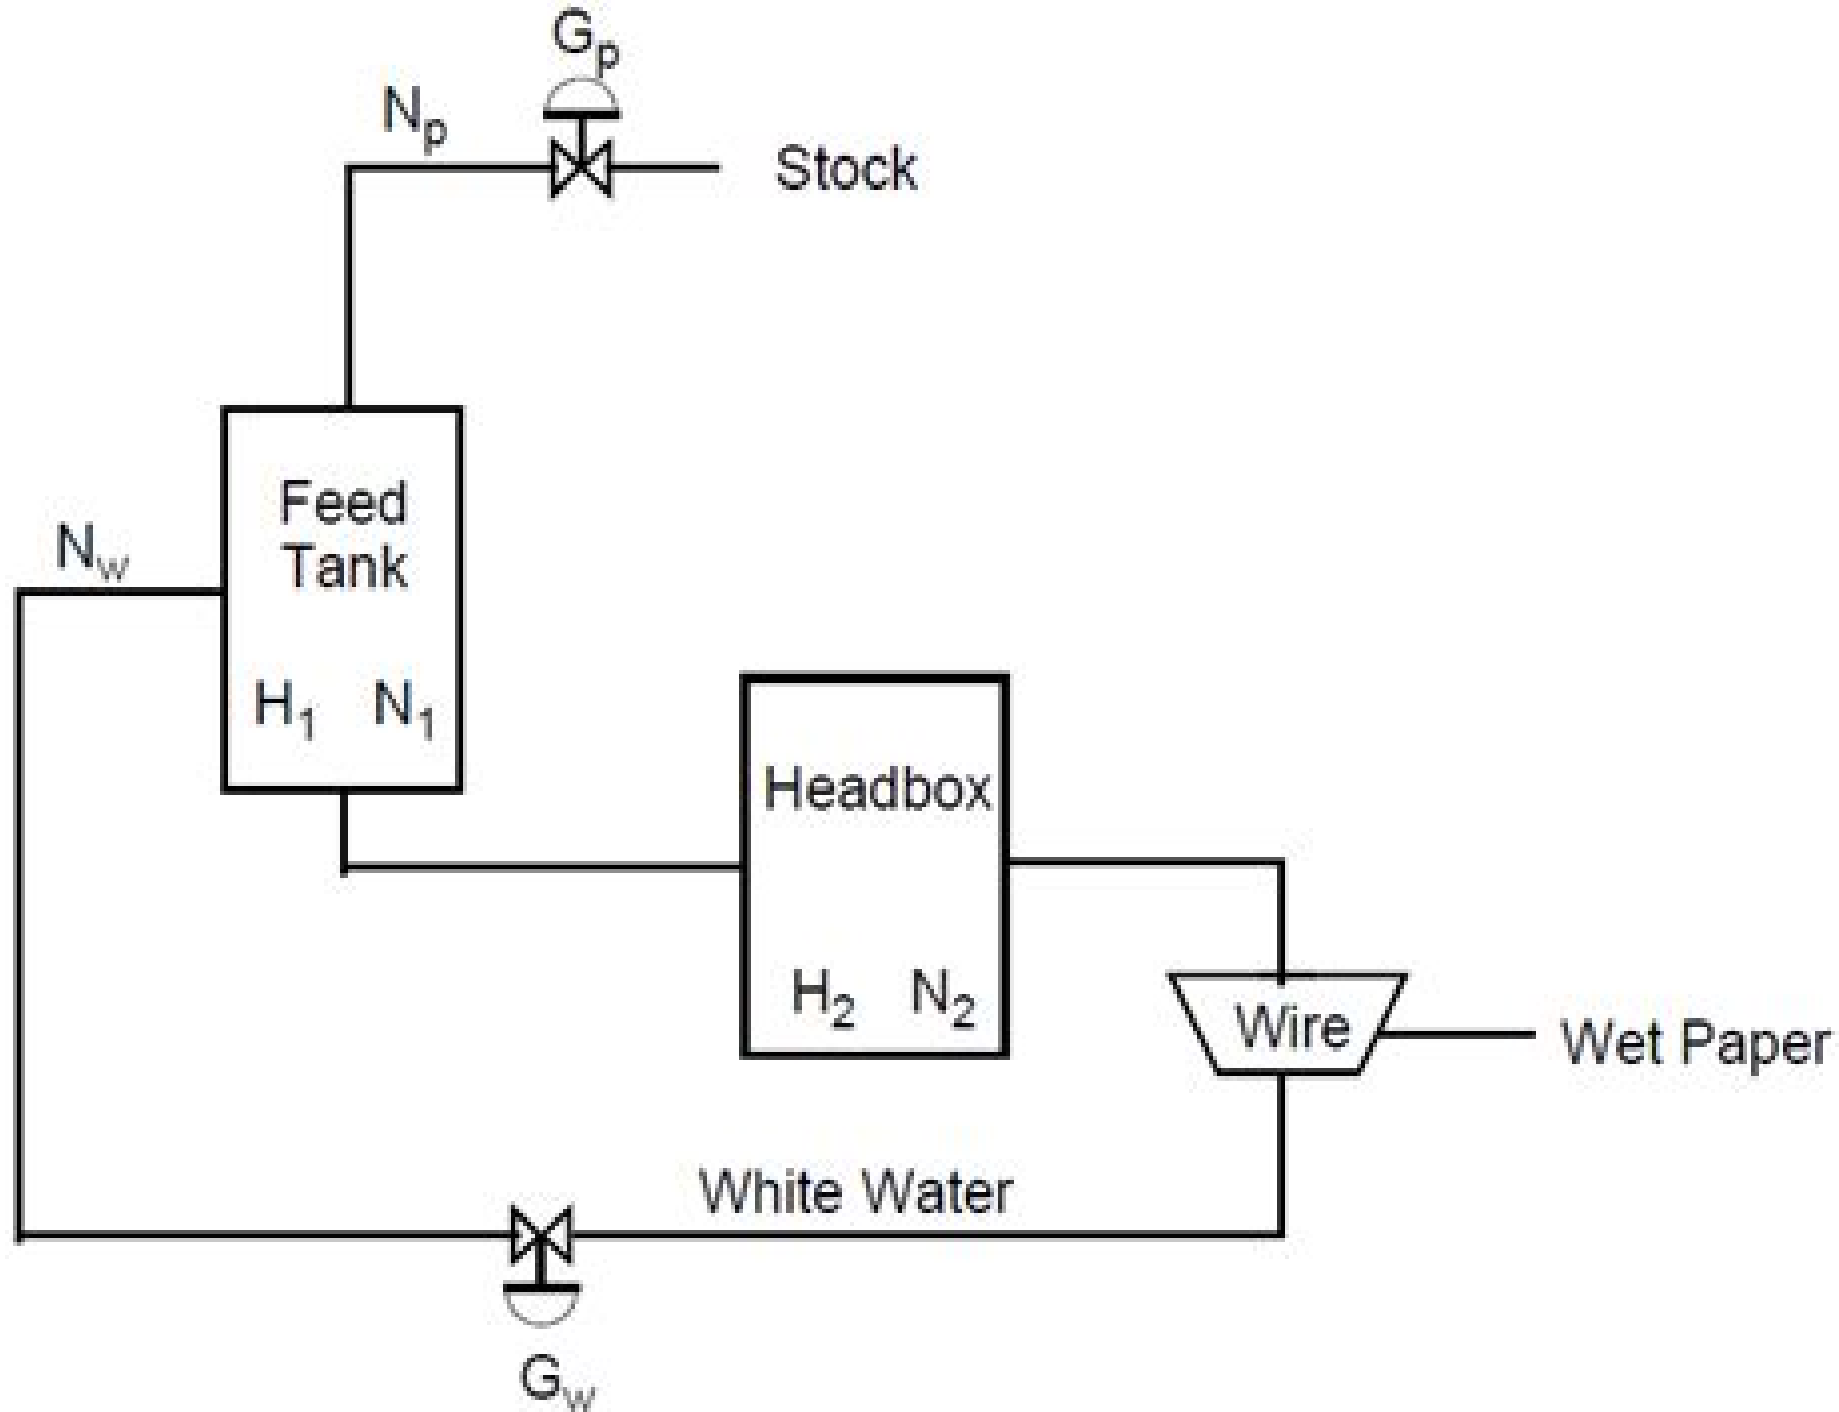 Gp
Np
Stock
Feed
Tank
Nw
H1 N1
Headbox
H2 N2
Wire
Wet Paper
White Water
Gw